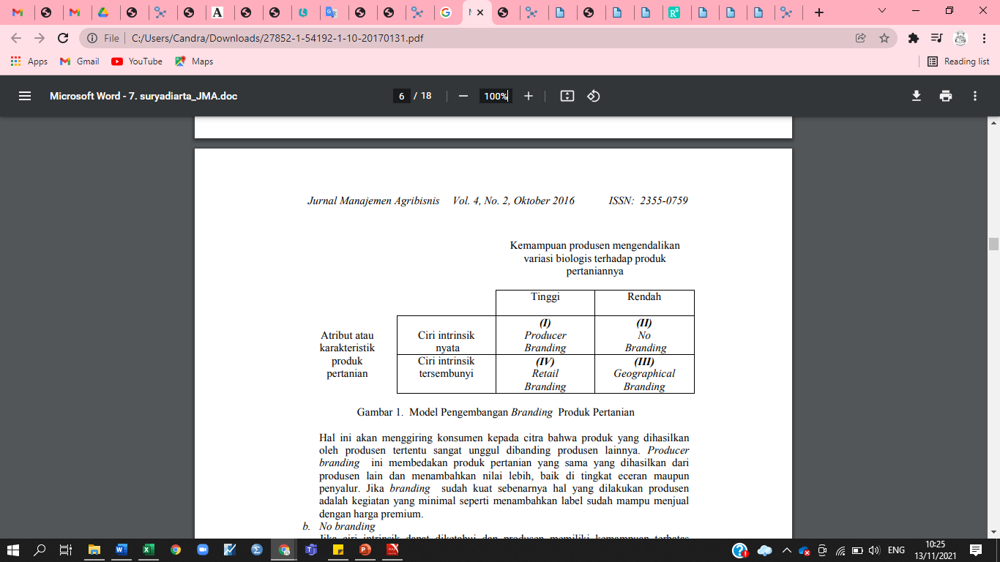 File
C:/Users/Candra/Downloads/27852-1-54192-1-10-20170131.pdf
Apps Gmail YouTube Maps Reading list
Microsoft Word - 7. suryadiarta_JMA.doc 6 / 18 100%
Jurnal Manajemen Agribisnis Vol. 4, No. 2, Oktober 2016 ISSN: 2355-0759
Kemampuan produsen mengendalikan
variasi biologis terhadap produk
pertaniannya
Tinggi Rendah
Atribut atau
karakteristik
produk
pertanian
Ciri intrinsik
nyata
(I)
Producer
Branding
(II)
No
Branding
Ciri intrinsik
tersembunyi
(IV)
Retail
Branding
(III)
Geographical
Branding
Gambar 1. Model Pengembangan Branding Produk Pertanian
Hal ini akan menggiring konsumen kepada citra bahwa produk yang dihasilkan
oleh produsen tertentu sangat unggul dibanding produsen lainnya. Producer
branding ini membedakan produk pertanian yang sama yang dihasilkan dari
produsen lain dan menambahkan nilai lebih, baik di tingkat eceran maupun
penyalur. Jika branding sudah kuat sebenarnya hal yang dilakukan produsen
adalah kegiatan yang minimal seperti menambahkan label sudah mampu menjual
dengan harga premium.
b. No branding
Jika ciri intrinsik dapat diketahui dan produsen memiliki kemampuan terbatas
ENG
10:25
13/11/2021